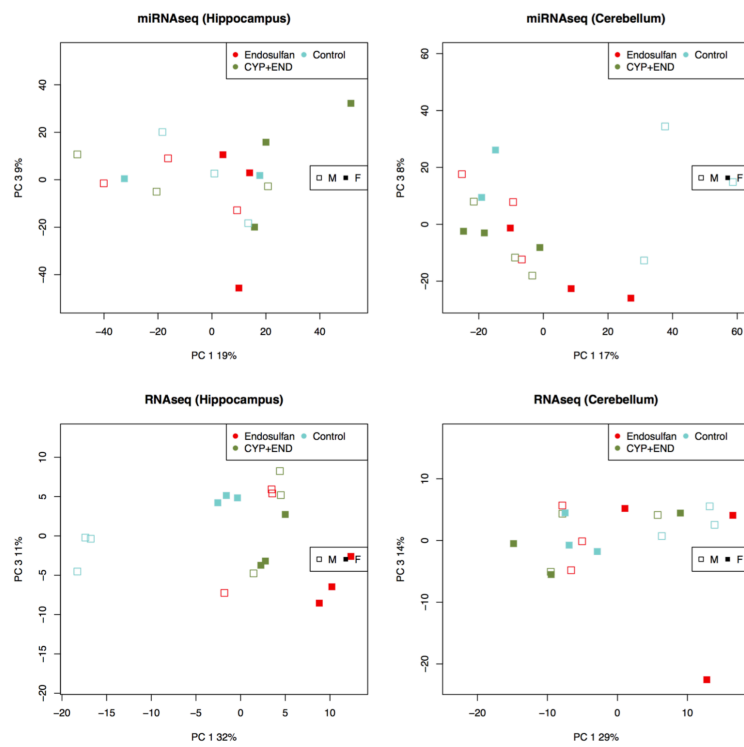 miRNAseq (Hippocampus)
PC 3 9%
40
20
0
−20
−40
Endosulfan Control
CYP+END
M F
−40 −20 0 20 40
PC 1 19%
miRNAseq (Cerebellum)
PC 3 8%
60
40
20
0
−20
Endosulfan Control
CYP+END
M F
−20 0 20 40 60
PC 1 17%
RNAseq (Hippocampus)
PC 3 11%
10
5
0
−5
−10
−15
−20
Endosulfan Control
CYP+END
M F
−20 −15 −10 −5 0 5 10
PC 1 32%
RNAseq (Cerebellum)
PC 3 14%
10
0
−10
−20
Endosulfan Control
CYP+END
M F
−20 −10 0 10
PC 1 29%